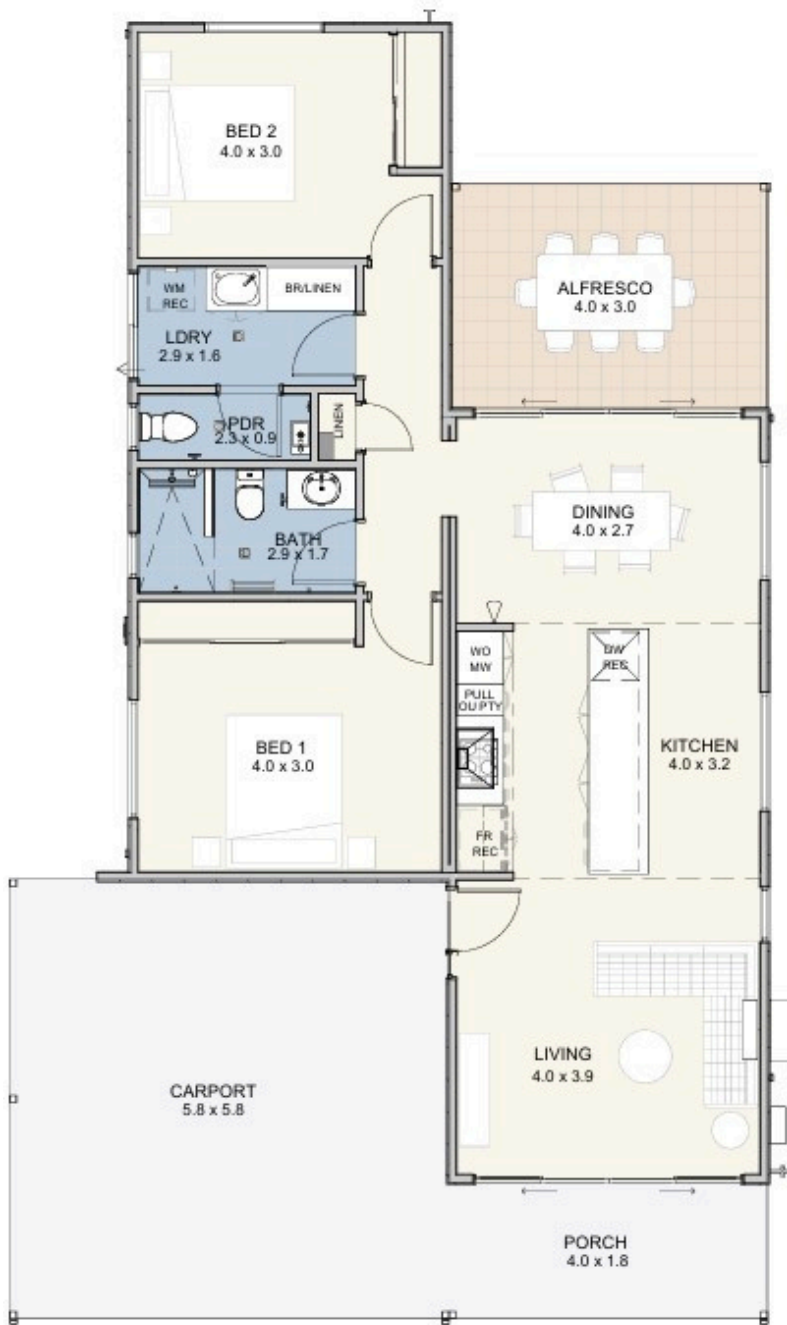 BED 2
4.0 x 3.0
WM
REC
BR/LINEN
LDRY
2.9 x 1.6
ALFRESCO
4.0 x 3.0
PDR
2.3 x 0.9
LINEN
BATH
2.9 x 1.7
DINING
4.0 x 2.7
WO
MW
PULL
OU PTY
DW
REC
KITCHEN
4.0 x 3.2
BED 1
4.0 x 3.0
FR
REC
LIVING
4.0 x 3.9
CARPORT
5.8 x 5.8
PORCH
4.0 x 1.8